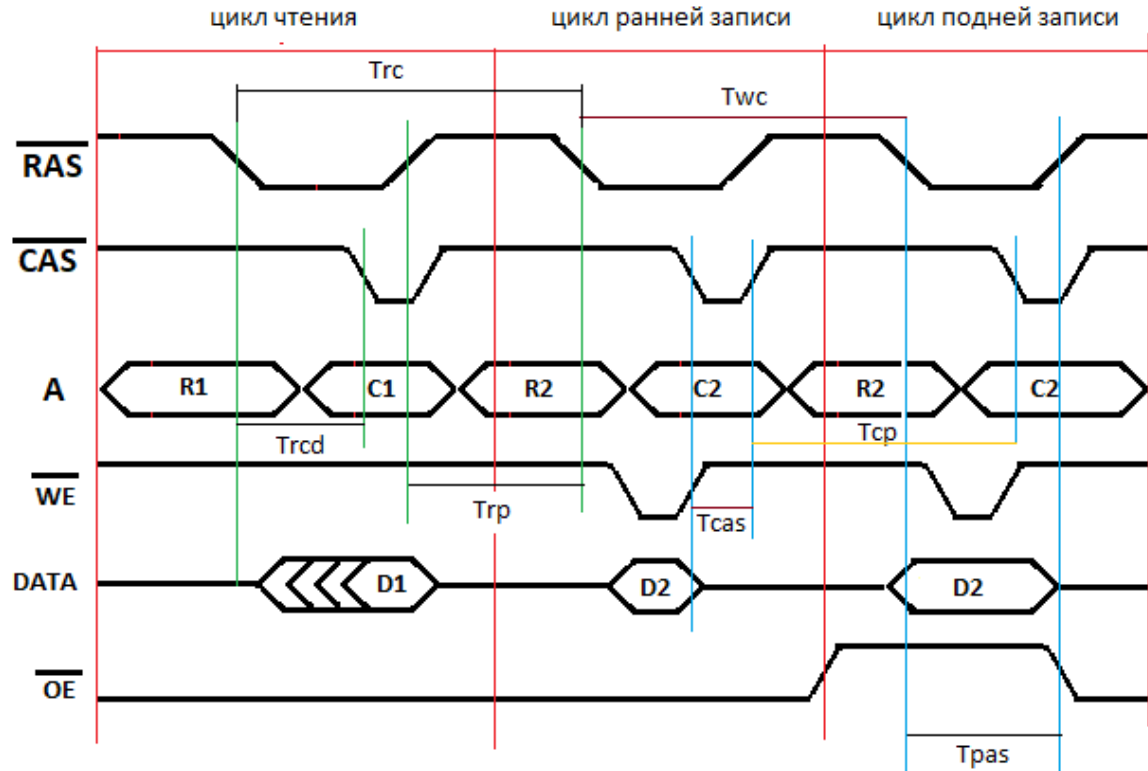 цикл чтения цикл ранней записи цикл подней записи
Trc
Twc
RAS
CAS
A R1 C1 R2 C2 R2 C2
Trcd Tcp
WE
Trp Tcas
DATA D1 D2 D2
OE
Tpas